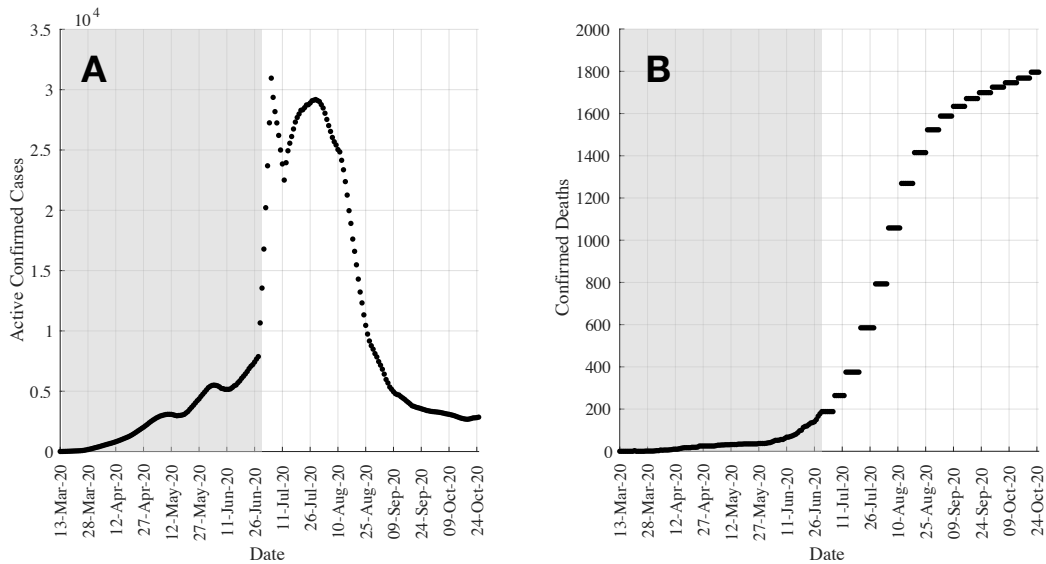 10^4
A
Active Confirmed Cases
3.5
3
2.5
2
1.5
1
0.5
0
13-Mar-20
28-Mar-20
12-Apr-20
27-Apr-20
12-May-20
27-May-20
11-Jun-20
26-Jun-20
11-Jul-20
26-Jul-20
10-Aug-20
25-Aug-20
09-Sep-20
24-Sep-20
09-Oct-20
24-Oct-20
Date
B
Confirmed Deaths
2000
1800
1600
1400
1200
1000
800
600
400
200
0
13-Mar-20
28-Mar-20
12-Apr-20
27-Apr-20
12-May-20
27-May-20
11-Jun-20
26-Jun-20
11-Jul-20
26-Jul-20
10-Aug-20
25-Aug-20
09-Sep-20
24-Sep-20
09-Oct-20
24-Oct-20
Date